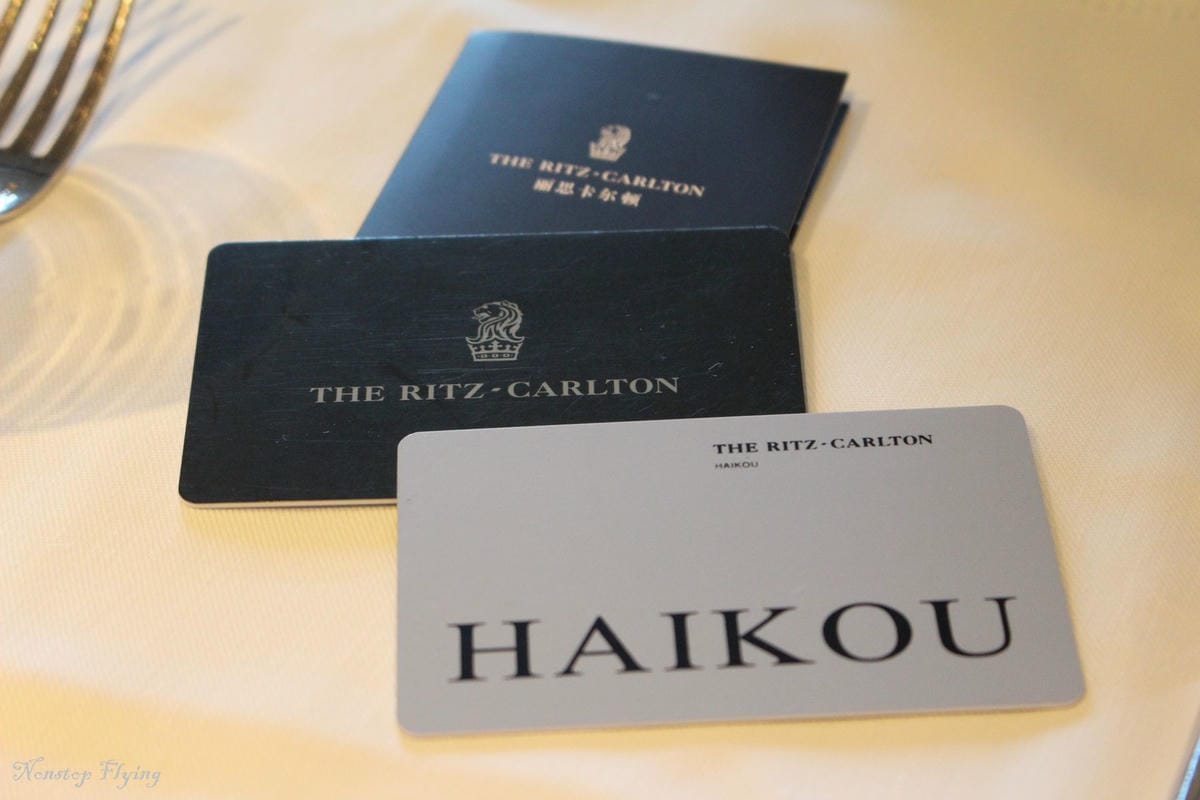 THE RITZ-CARLTON
丽思卡尔顿
THE RITZ-CARLTON
THE RITZ-CARLTON
HAIKOU
HAIKOU
Nonstop Flying